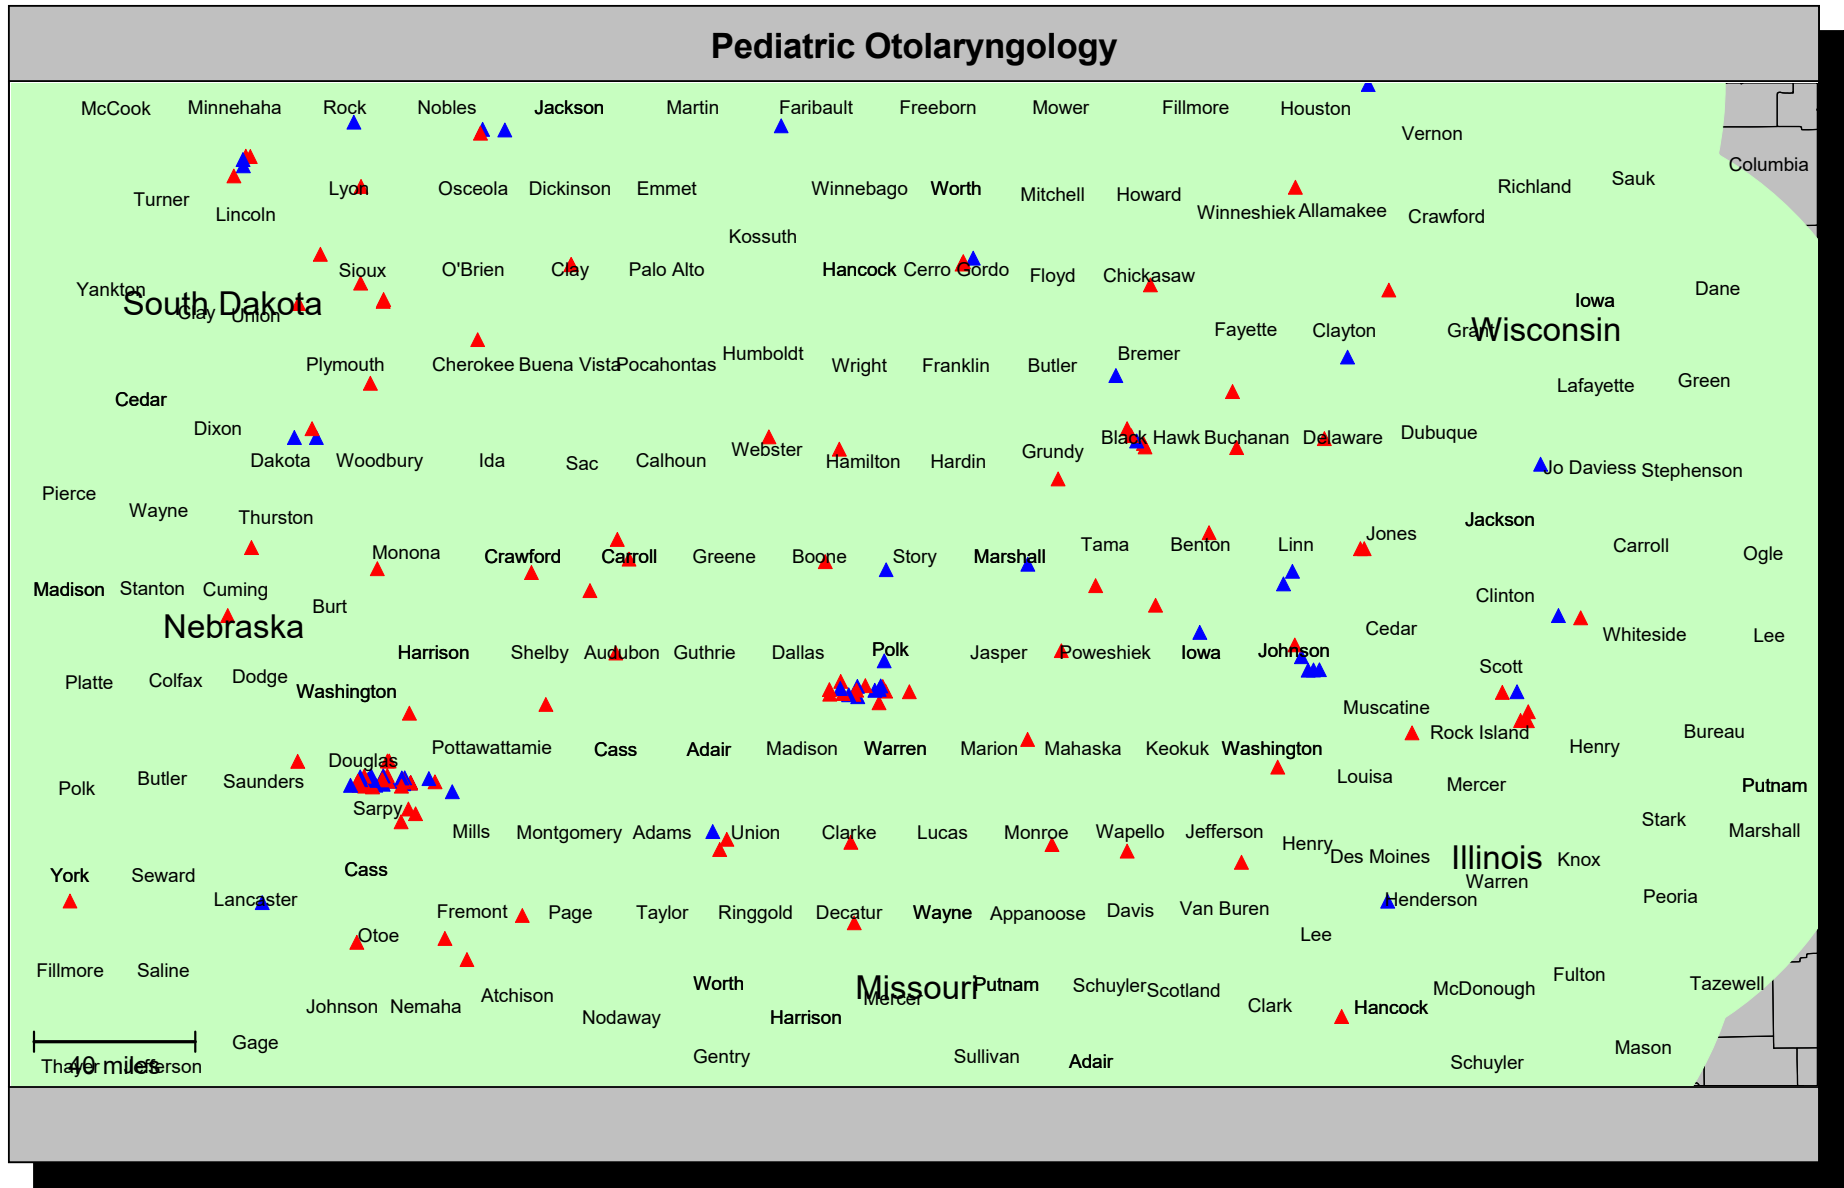 Pediatric Otolaryngology
McCook Minnehaha Rock Nobles Jackson Martin Faribault Freeborn Mower Fillmore Houston
Vernon
Columbia
Turner Lyon Osceola Dickinson Emmet Winnebago Worth Mitchell Howard Richland Sauk
Lincoln Winneshiek Allamakee Crawford
Kossuth
Yankton Sioux O'Brien Clay Palo Alto Hancock Cerro Gordo Floyd Chickasaw Dane
South Dakota Iowa
Clay Union
Fayette Clayton Grant Wisconsin
Plymouth Cherokee Buena Vista Pocahontas Humboldt Wright Franklin Butler Bremer
Cedar Lafayette Green
Dixon Webster Black Hawk Buchanan Delaware Dubuque
Dakota Woodbury Ida Sac Calhoun Hamilton Hardin Grundy Jo Daviess Stephenson
Pierce
Wayne Thurston Jackson
Monona Crawford Carroll Greene Boone Story Marshall Tama Benton Linn Jones Carroll Ogle
Madison Stanton Cuming Clinton
Burt
Nebraska Cedar Whiteside Lee
Harrison Shelby Audubon Guthrie Dallas Polk Jasper Poweshiek Iowa Johnson
Platte Colfax Dodge Scott
Washington Muscatine
Pottawattamie Cass Adair Madison Warren Marion Mahaska Keokuk Washington Rock Island Henry Bureau
Douglas
Polk Butler Saunders Louisa Mercer Putnam
Sarpy
Mills Montgomery Adams Union Clarke Lucas Monroe Wapello Jefferson Stark Marshall
Henry Des Moines Illinois Knox
York Seward Cass Warren
Lancaster Henderson Peoria
Fremont Page Taylor Ringgold Decatur Wayne Appanoose Davis Van Buren
Otoe Lee
Fillmore Saline Fulton
Worth Missouri Putnam Schuyler Scotland McDonough Tazewell
Johnson Nemaha Atchison Mercer Clark Hancock
Nodaway Harrison
Gage Mason
Thayer Jefferson Gentry Sullivan Adair Schuyler
40 miles